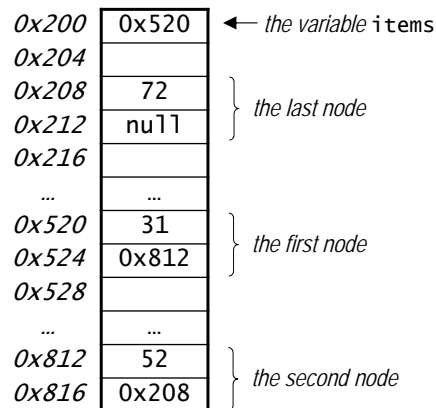 0x200 0x520 the variable items
0x204
0x208 72
the last node
0x212 null
0x216
... ...
0x520 31
the first node
0x524 0x812
0x528
... ...
0x812 52
the second node
0x816 0x208